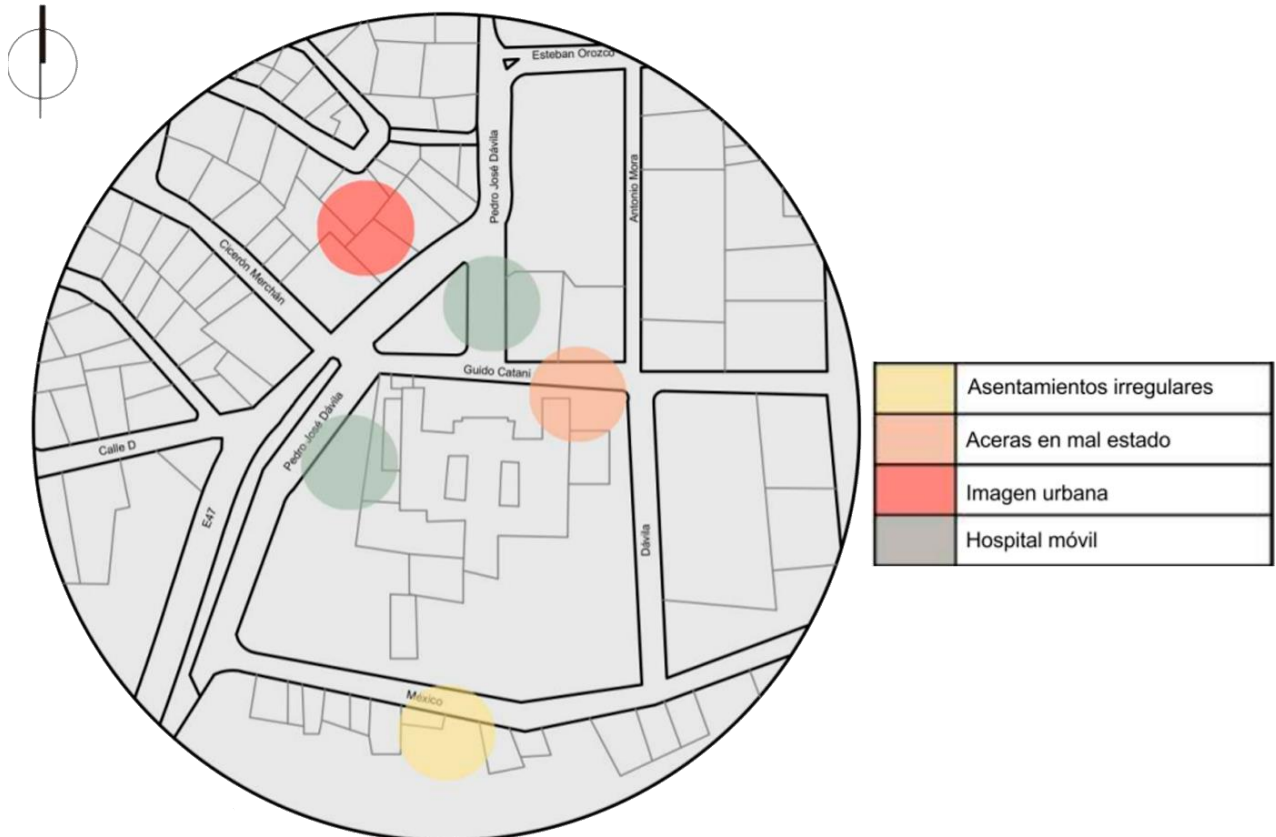 Esteban Orozco
Pedro José Dávila
Antonio Mora
Cicerón Merchán
Guido Catani
Pedro José Dávila
Calle D
E47
Dávila
México
Asentamientos irregulares
Aceras en mal estado
Imagen urbana
Hospital móvil